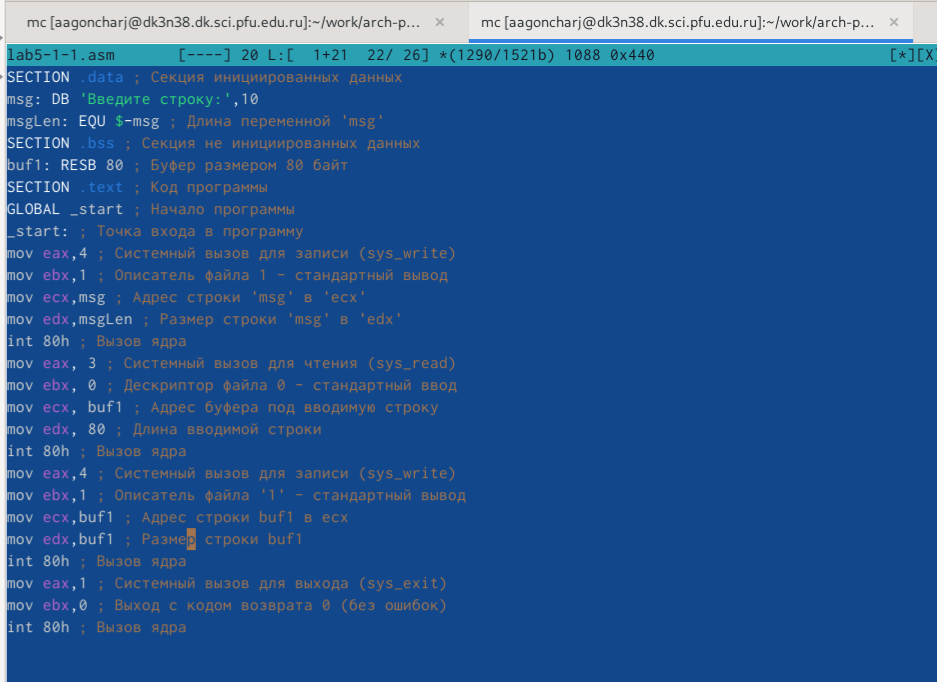 mc [aagoncharj@dk3n38.dk.sci.pfu.edu.ru]:~/work/arch-p... × mc [aagoncharj@dk3n38.dk.sci.pfu.edu.ru]:~/work/arch-p... ×
lab5-1-1.asm [----] 20 L:[ 1+21 22/ 26] *(1290/1521b) 1088 0x440 [*][X]
SECTION .data ; Секция инициированных данных
msg: DB 'Введите строку:',10
msgLen: EQU $-msg ; Длина переменной 'msg'
SECTION .bss ; Секция не инициированных данных
buf1: RESB 80 ; Буфер размером 80 байт
SECTION .text ; Код программы
GLOBAL _start ; Начало программы
_start: ; Точка входа в программу
mov eax,4 ; Системный вызов для записи (sys_write)
mov ebx,1 ; Описатель файла 1 - стандартный вывод
mov ecx,msg ; Адрес строки 'msg' в 'ecx'
mov edx,msgLen ; Размер строки 'msg' в 'edx'
int 80h ; Вызов ядра
mov eax, 3 ; Системный вызов для чтения (sys_read)
mov ebx, 0 ; Дескриптор файла 0 - стандартный ввод
mov ecx, buf1 ; Адрес буфера под вводимую строку
mov edx, 80 ; Длина вводимой строки
int 80h ; Вызов ядра
mov eax,4 ; Системный вызов для записи (sys_write)
mov ebx,1 ; Описатель файла '1' - стандартный вывод
mov ecx,buf1 ; Адрес строки buf1 в ecx
mov edx,buf1 ; Размер строки buf1
int 80h ; Вызов ядра
mov eax,1 ; Системный вызов для выхода (sys_exit)
mov ebx,0 ; Выход с кодом возврата 0 (без ошибок)
int 80h ; Вызов ядра